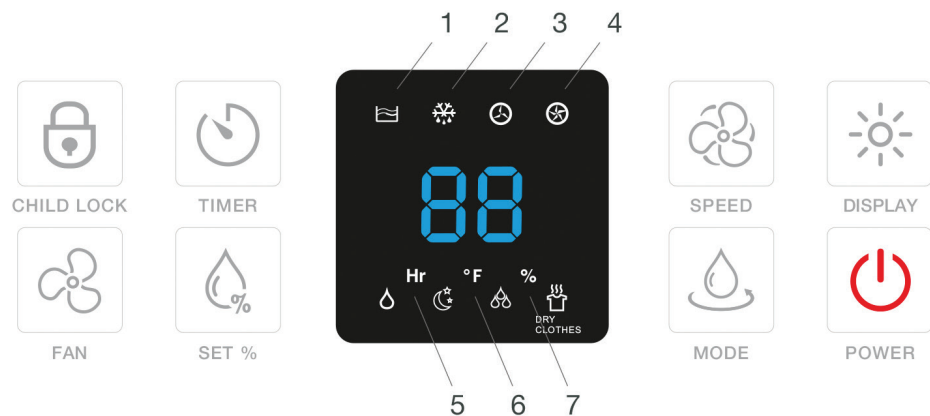 1 2 3 4
CHILD LOCK TIMER SPEED DISPLAY
88
%
Hr °F %
DRY
CLOTHES
FAN SET % MODE POWER
5 6 7